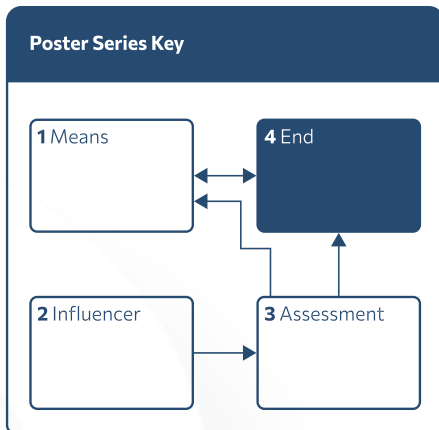 Poster Series Key
1 Means
4 End
2 Influencer
3 Assessment